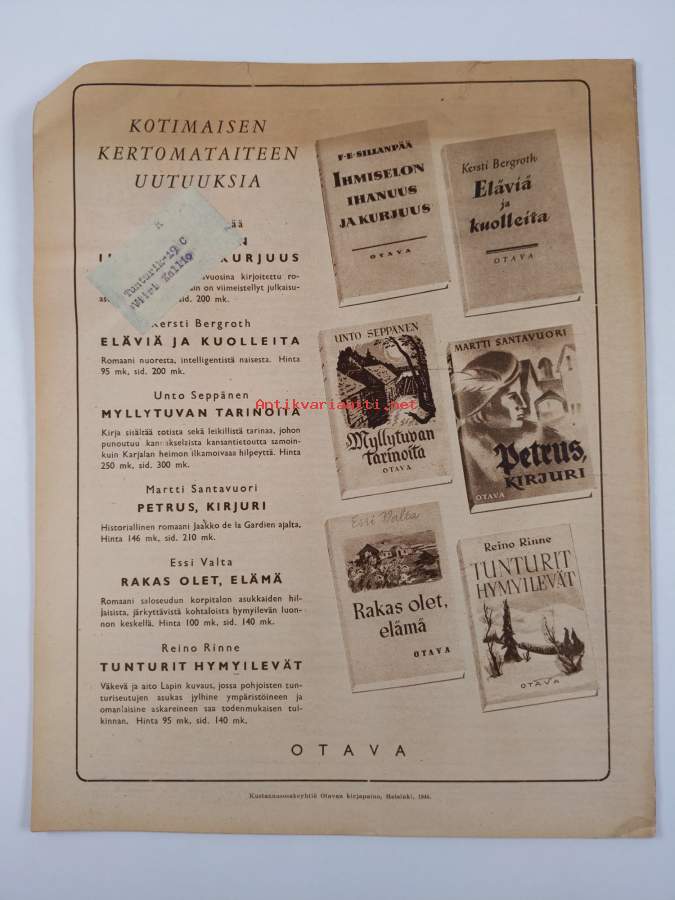 KOTIMAISEN
KERTOMATAITEEN
UUTUUKSIA
KURJUUS
vuosina kirjoitettu ro-
on viimeistellyt julkaisu-
sid. 200 mk.
Kersti Bergroth
ELÄVIÄ JA KUOLLEITA
Romaani nuoresta, intelligentistä naisesta. Hinta
95 mk, sid. 200 mk.
Unto Seppänen
MYLLYTUVAN TARINOITA
Kirja sisältää totista sekä leikillistä tarinaa, johon
punoutuu kansikselzista kansantietoutta samoin-
kuin Karjalan heimon ilkamoivaaa hilpeyttä. Hinta
250 mk, sid. 300 mk.
Martti Santavuori
PETRUS, KIRJURI
Historiallinen romaani Jaakko de la Gardien ajalta,
Hinta 146 mk, sid. 210 mk.
Essi Valta
RAKAS OLET, ELÄMÄ
Romaani saloseudun korpitalon asukkaiden hil-
jaisista, järkyttävistä kohtaloista hymyilevän luon-
non keskellä. Hinta 100 mk, sid. 140 mk.
Reino Rinne
TUNTURIT HYMYILEVÄT
Väkevä ja aito Lapin kuvaus, jossa pohjoisten tun-
turiseutujen asukas jylhine ympäristöineen ja
omanlaisine askareineen saa todenmukaisen tul-
kinnan. Hinta 95 mk, sid. 140 mk.
F·E·SILLANPÄÄ
IHMISELON
IHANUUS
JA KURJUUS
OTAVA
Kersti Bergroth
Eläviä
ja
kuolleita
OTAVA
UNTO SEPPÄNEN
Myllytuvan
tarinoita
OTAVA
MARTTI SANTAVUORI
Petrus,
KIRJURI
OTAVA
Essi Valta
Rakas olet,
elämä
OTAVA
Reino Rinne
TUNTURIT
HYMYILEVÄT
OTAVA
OTAVA
Kustannusosakeyhtiö Otavan kirjapaino, Helsinki, 1946.
Antikvariaatti.net